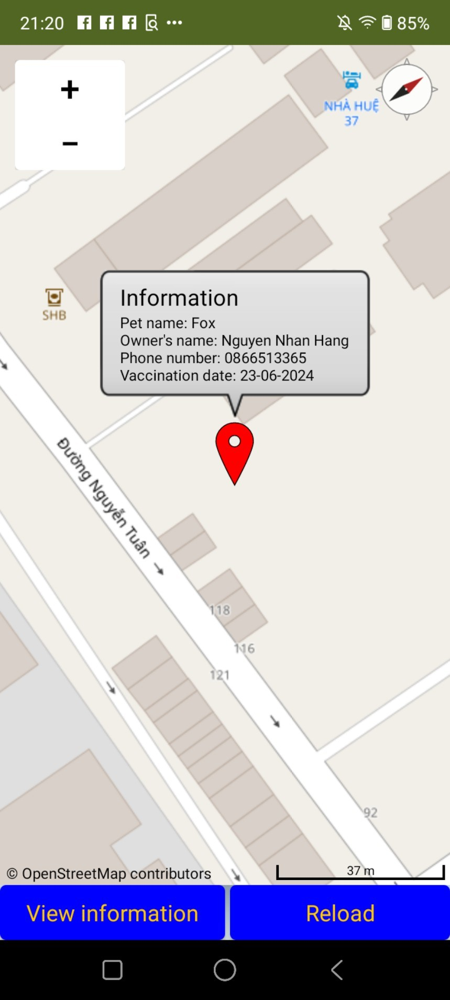 21:20
85%
+
−
NHÀ HUỆ
37
SHB
Information
Pet name: Fox
Owner's name: Nguyen Nhan Hang
Phone number: 0866513365
Vaccination date: 23-06-2024
Đường Nguyễn Tuân
118
116
121
92
© OpenStreetMap contributors
37 m
View information
Reload